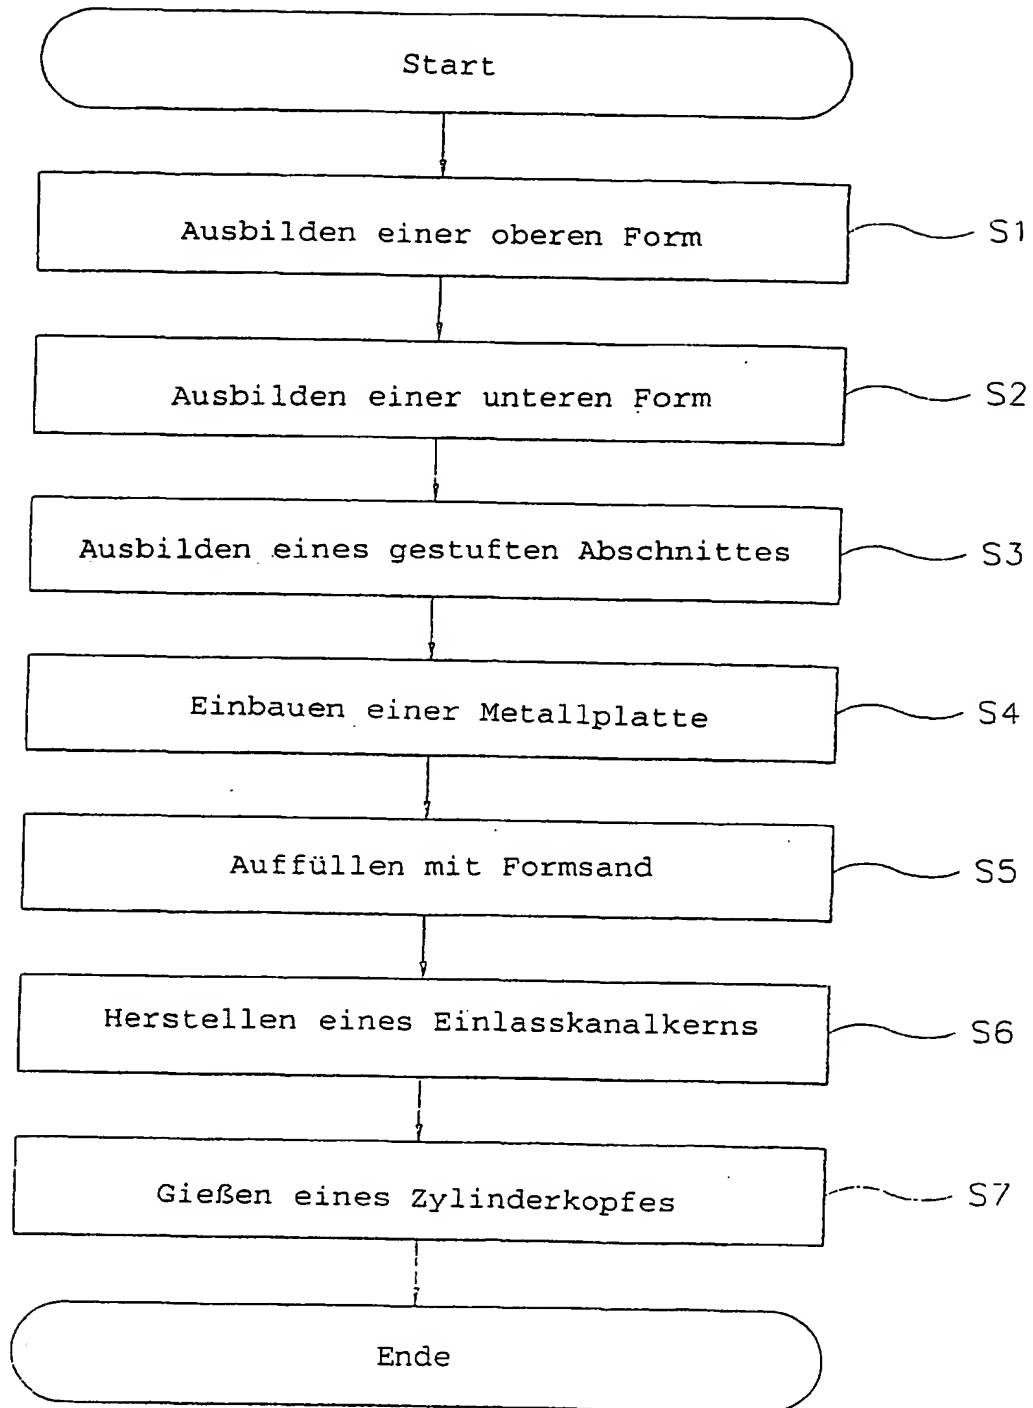 Start
Ausbilden einer oberen Form
S1
Ausbilden einer unteren Form
S2
Ausbilden eines gestuften Abschnittes
S3
Einbauen einer Metallplatte
S4
Auffüllen mit Formsand
S5
Herstellen eines Einlasskanalkerns
S6
Gießen eines Zylinderkopfes
S7
Ende